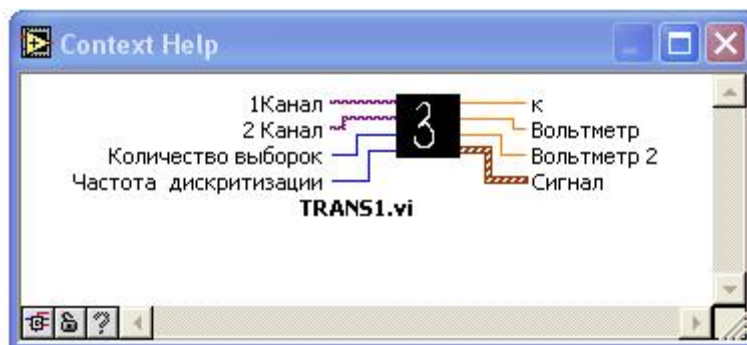 Context Help
1Канал
2 Канал
Количество выборок
Частота дискритизации
3
к
Вольтметр
Вольтметр 2
Сигнал
TRANS1.vi
?